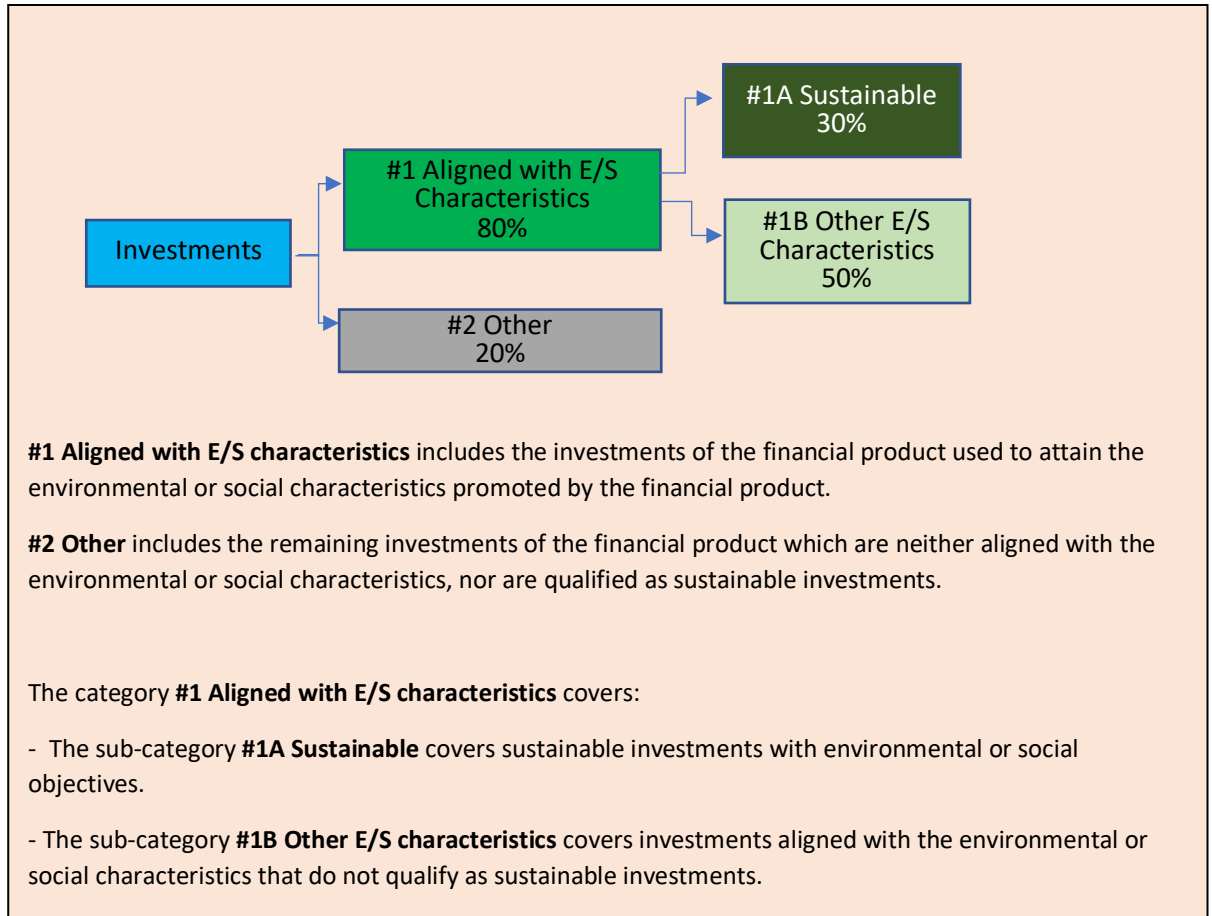 #1A Sustainable
30%
#1 Aligned with E/S
Characteristics
80%
#1B Other E/S
Characteristics
50%
Investments
#2 Other
20%
#1 Aligned with E/S characteristics includes the investments of the financial product used to attain the
environmental or social characteristics promoted by the financial product.
#2 Other includes the remaining investments of the financial product which are neither aligned with the
environmental or social characteristics, nor are qualified as sustainable investments.
The category #1 Aligned with E/S characteristics covers:
- The sub-category #1A Sustainable covers sustainable investments with environmental or social
objectives.
- The sub-category #1B Other E/S characteristics covers investments aligned with the environmental or
social characteristics that do not qualify as sustainable investments.